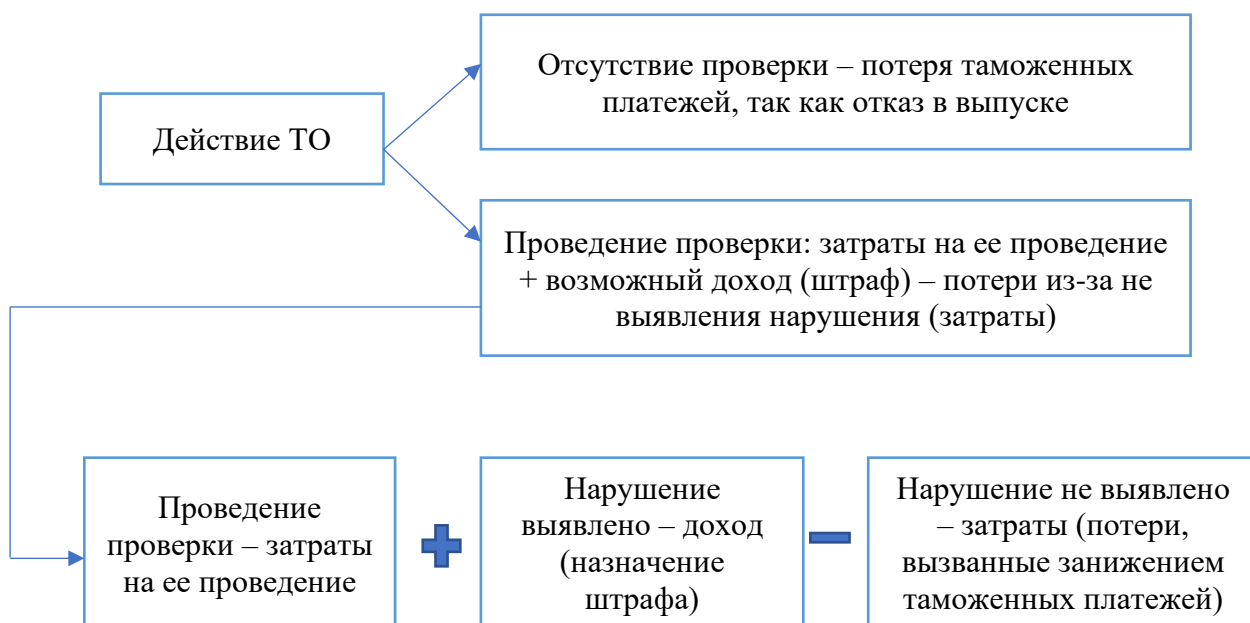 Отсутствие проверки – потеря таможенных
платежей, так как отказ в выпуске
Действие ТО
Проведение проверки: затраты на ее проведение
+ возможный доход (штраф) – потери из-за не
выявления нарушения (затраты)
Проведение
проверки – затраты
на ее проведение
Нарушение
выявлено – доход
(назначение
штрафа)
Нарушение не выявлено
– затраты (потери,
вызванные занижением
таможенных платежей)